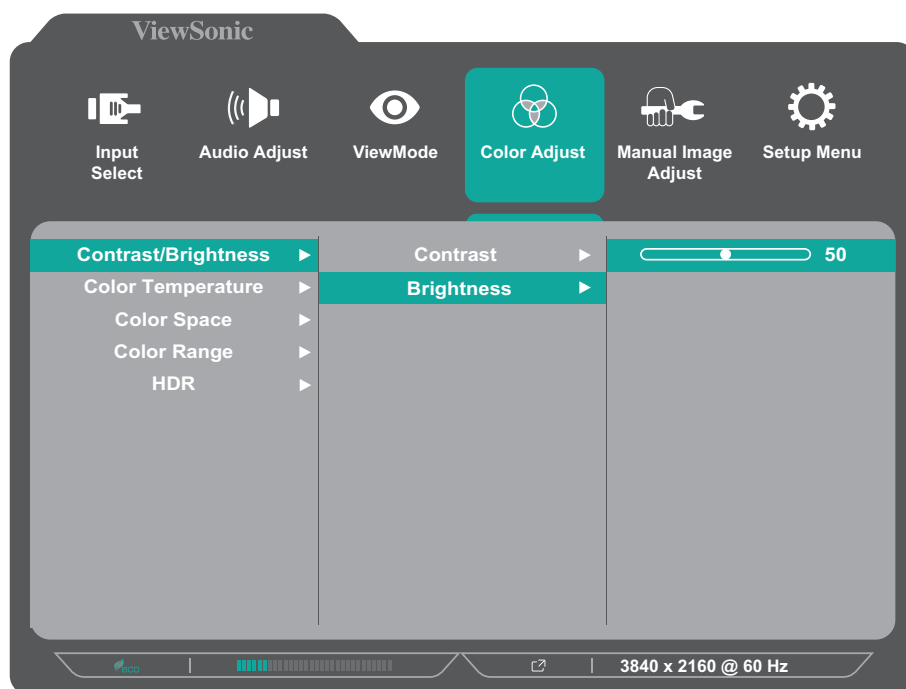 ViewSonic
Input Select
Audio Adjust
ViewMode
Color Adjust
Manual Image Adjust
Setup Menu
Contrast/Brightness
Contrast
50
Color Temperature
Brightness
Color Space
Color Range
HDR
eco
3840 x 2160 @ 60 Hz